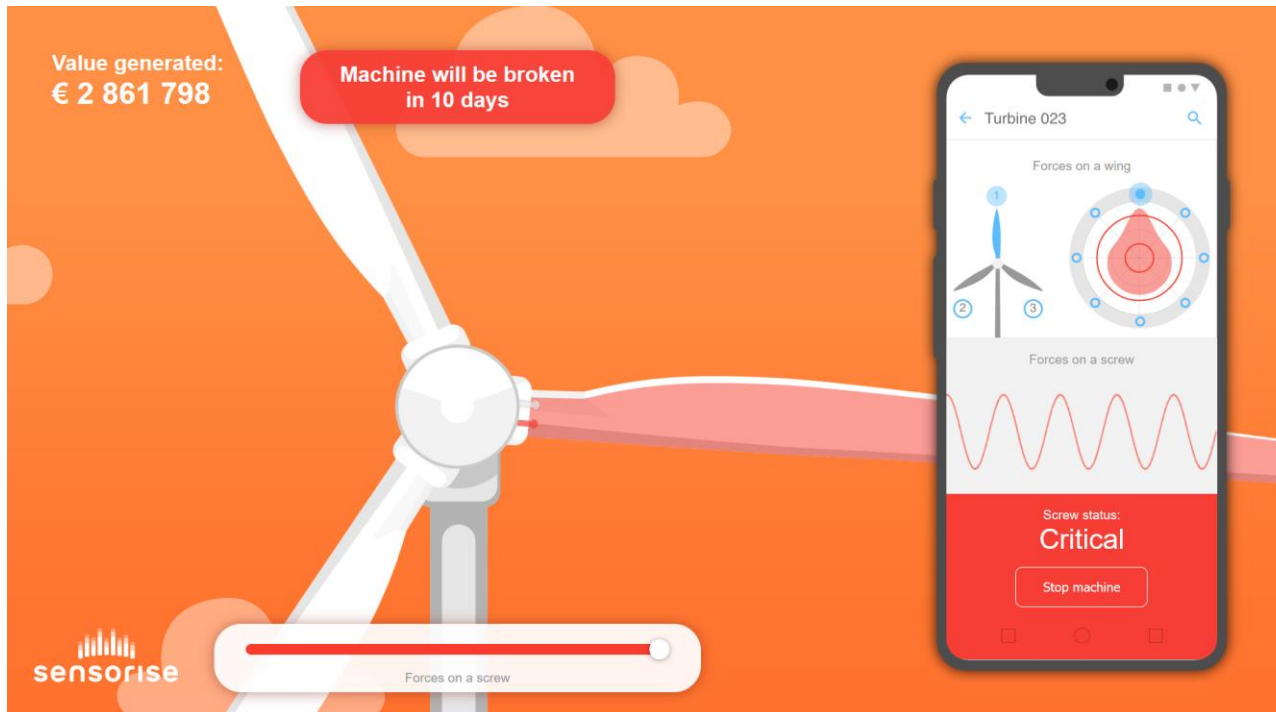 Value generated:
€ 2 861 798
Machine will be broken
in 10 days
Turbine 023
Forces on a wing
1
2
3
Forces on a screw
Screw status:
Critical
Stop machine
sensorise
Forces on a screw